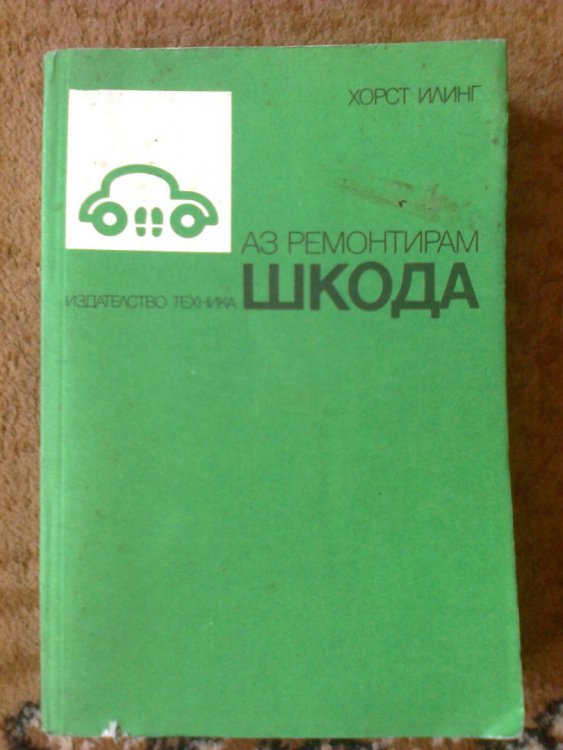 ХОРСТ ИЛИНГ
АЗ РЕМОНТИРАМ
ИЗДАТЕЛСТВО ТЕХНИКА ШКОДА